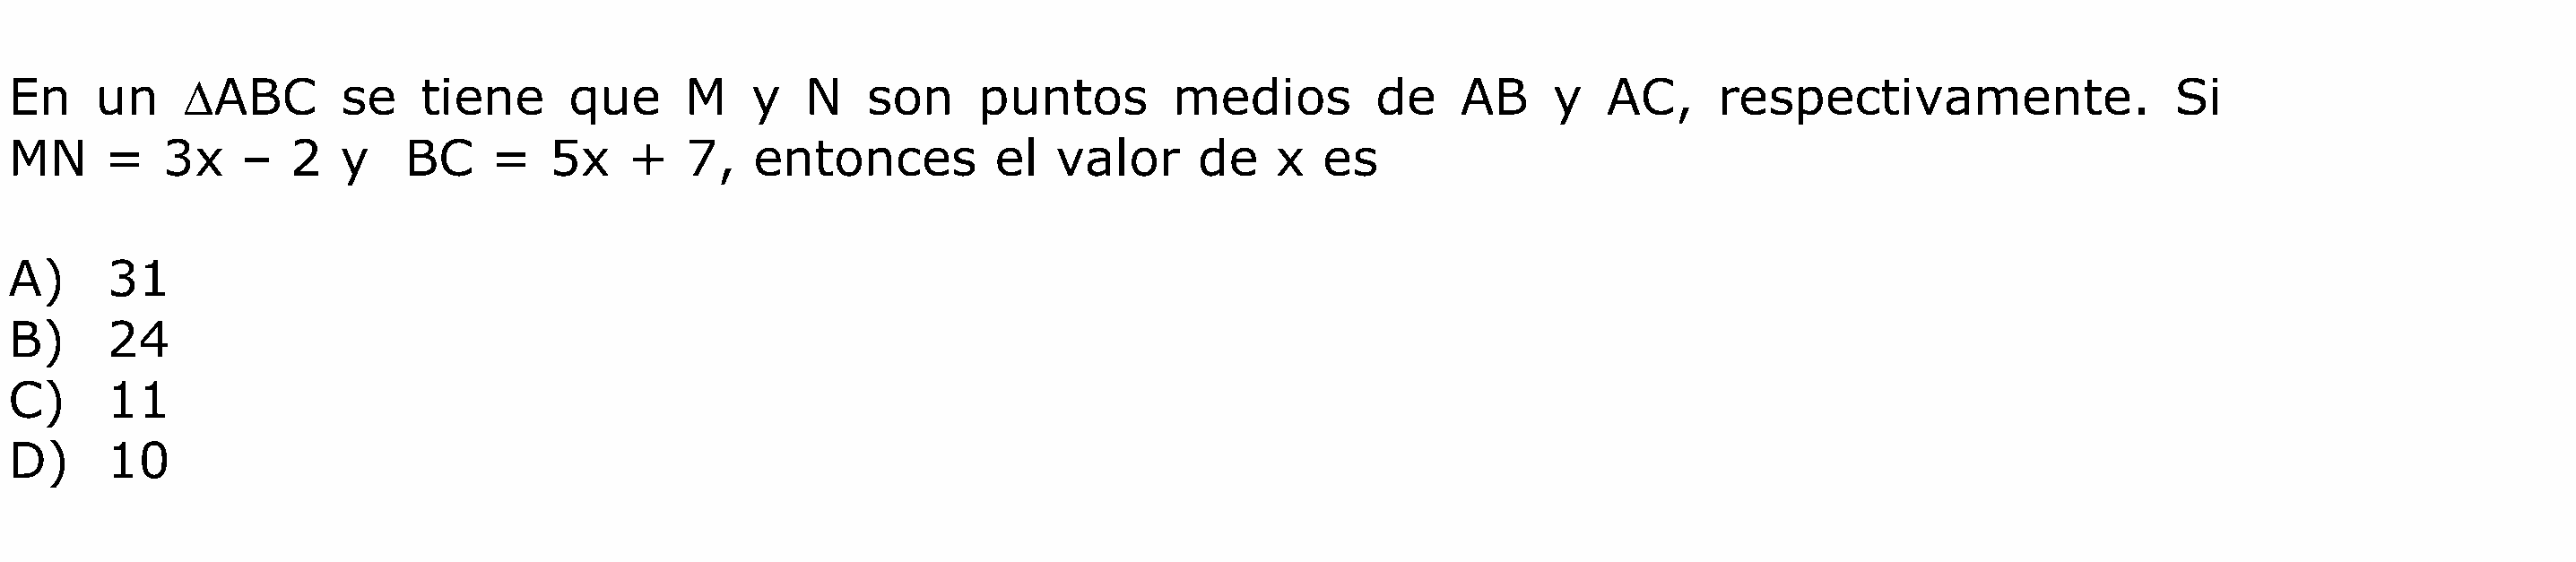 En un ∆ABC se tiene que M y N son puntos medios de AB y AC, respectivamente. Si
MN = 3x – 2 y BC = 5x + 7, entonces el valor de x es
A) 31
B) 24
C) 11
D) 10